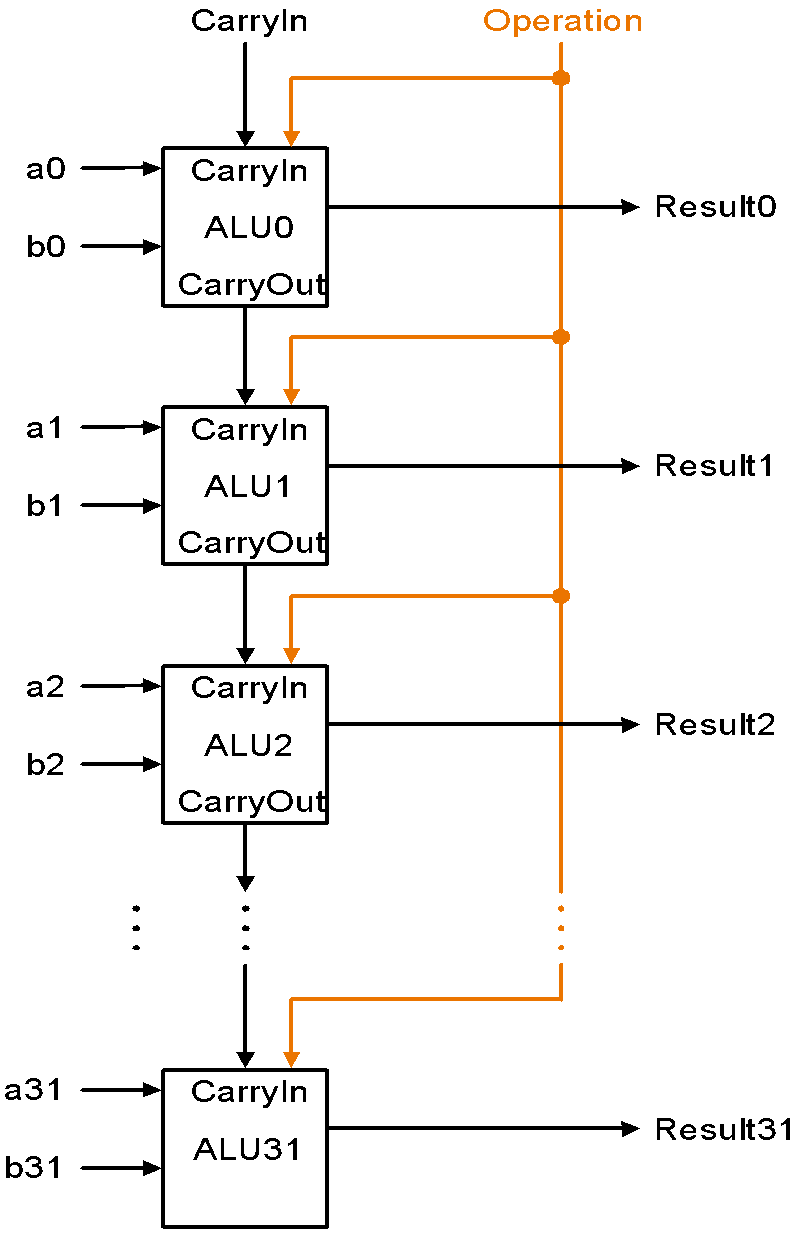 CarryIn Operation
a0 CarryIn
ALU0 Result0
b0
CarryOut
a1 CarryIn
ALU1 Result1
b1
CarryOut
a2 CarryIn
ALU2 Result2
b2
CarryOut
a31 CarryIn
ALU31 Result31
b31